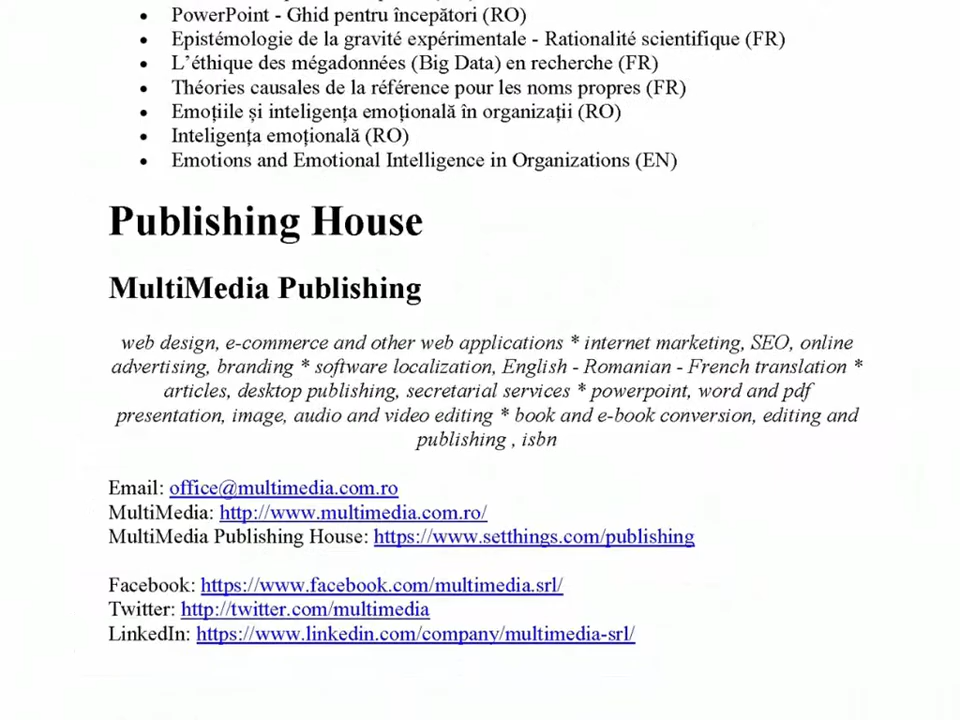 • PowerPoint - Ghid pentru începători (RO)
• Epistémologie de la gravité expérimentale - Rationalité scientifique (FR)
• L’éthique des mégadonnées (Big Data) en recherche (FR)
• Théories causales de la référence pour les noms propres (FR)
• Emoțiile și inteligența emoțională în organizații (RO)
• Inteligența emoțională (RO)
• Emotions and Emotional Intelligence in Organizations (EN)
Publishing House
MultiMedia Publishing
web design, e-commerce and other web applications * internet marketing, SEO, online
advertising, branding * software localization, English - Romanian - French translation *
articles, desktop publishing, secretarial services * powerpoint, word and pdf
presentation, image, audio and video editing * book and e-book conversion, editing and
publishing , isbn
Email: office@multimedia.com.ro
MultiMedia: http://www.multimedia.com.ro/
MultiMedia Publishing House: https://www.setthings.com/publishing
Facebook: https://www.facebook.com/multimedia.srl/
Twitter: http://twitter.com/multimedia
LinkedIn: https://www.linkedin.com/company/multimedia-srl/